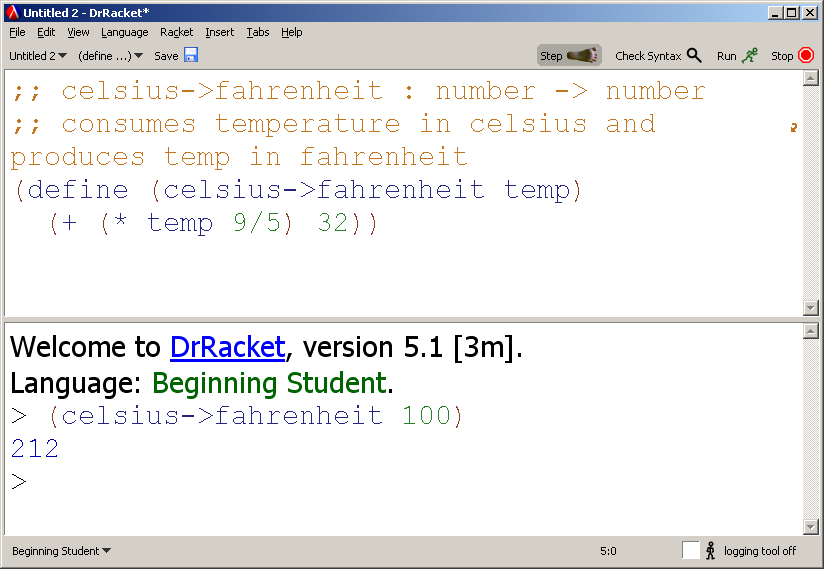 Untitled 2 - DrRacket*
File Edit View Language Racket Insert Tabs Help
Untitled 2 (define ...) Save Step Check Syntax Run Stop
;; celsius->fahrenheit : number -> number
;; consumes temperature in celsius and
produces temp in fahrenheit
(define (celsius->fahrenheit temp)
  (+ (* temp 9/5) 32))
Welcome to DrRacket, version 5.1 [3m].
Language: Beginning Student.
> (celsius->fahrenheit 100)
212
>
Beginning Student 5:0 logging tool off